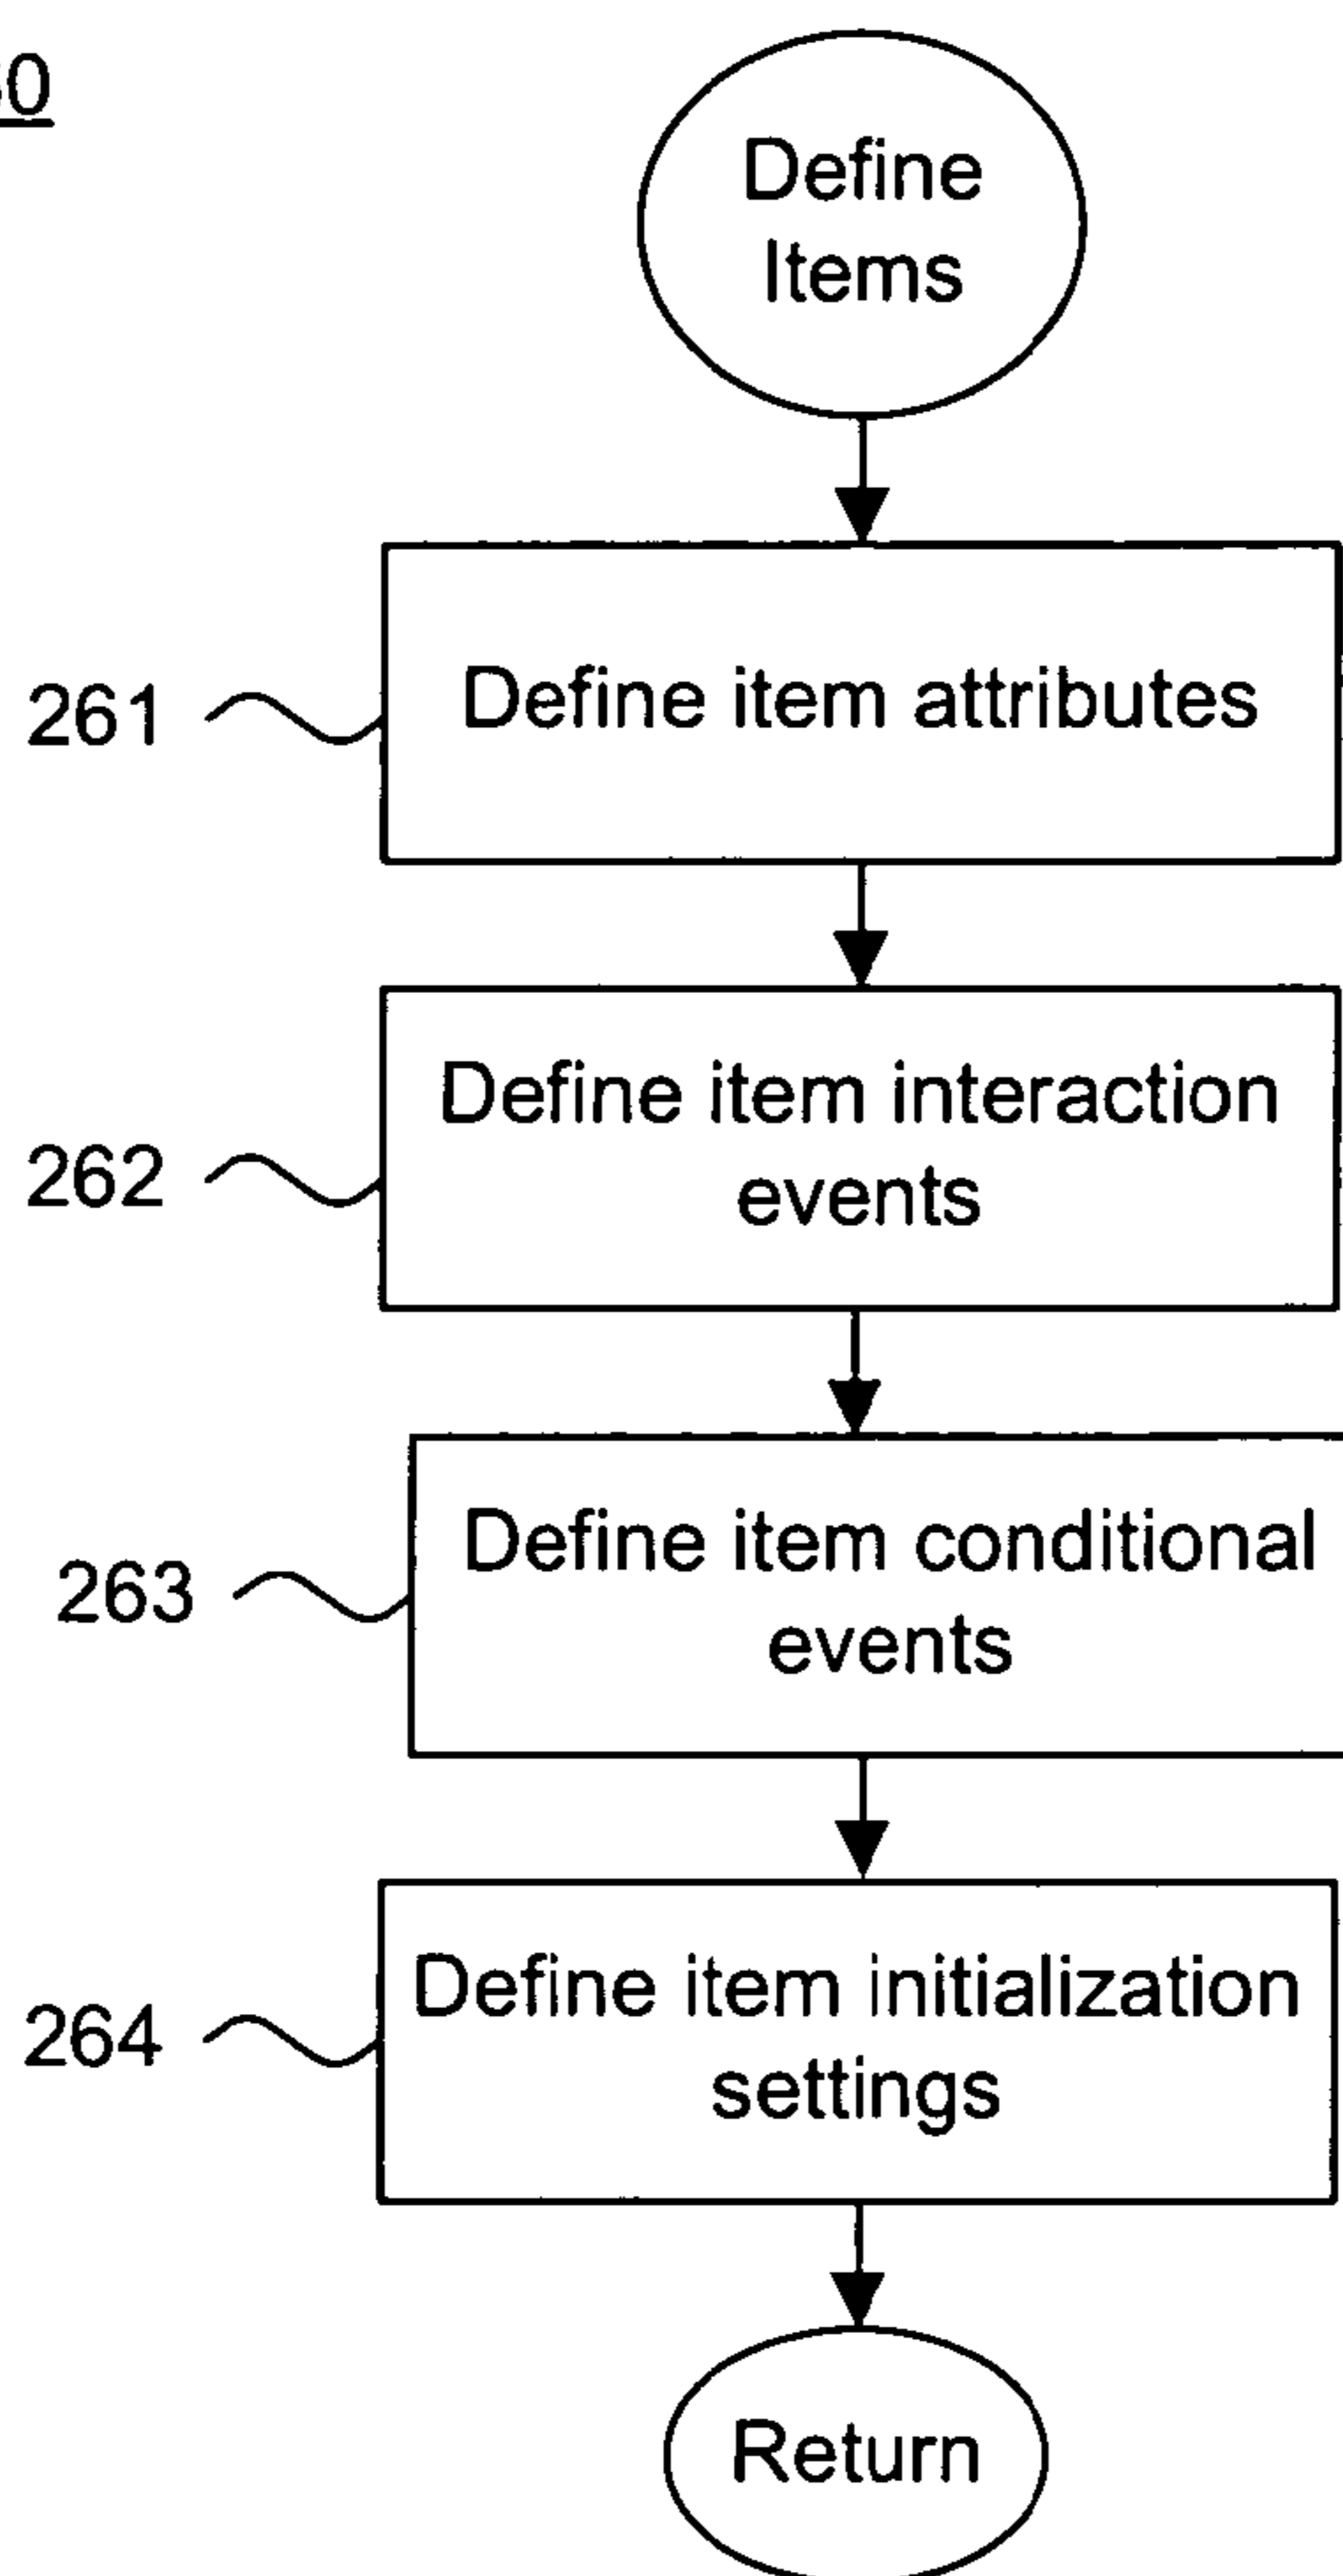 Define
Items
261
Define item attributes
262
Define item interaction
events
263
Define item conditional
events
264
Define item initialization
settings
Return